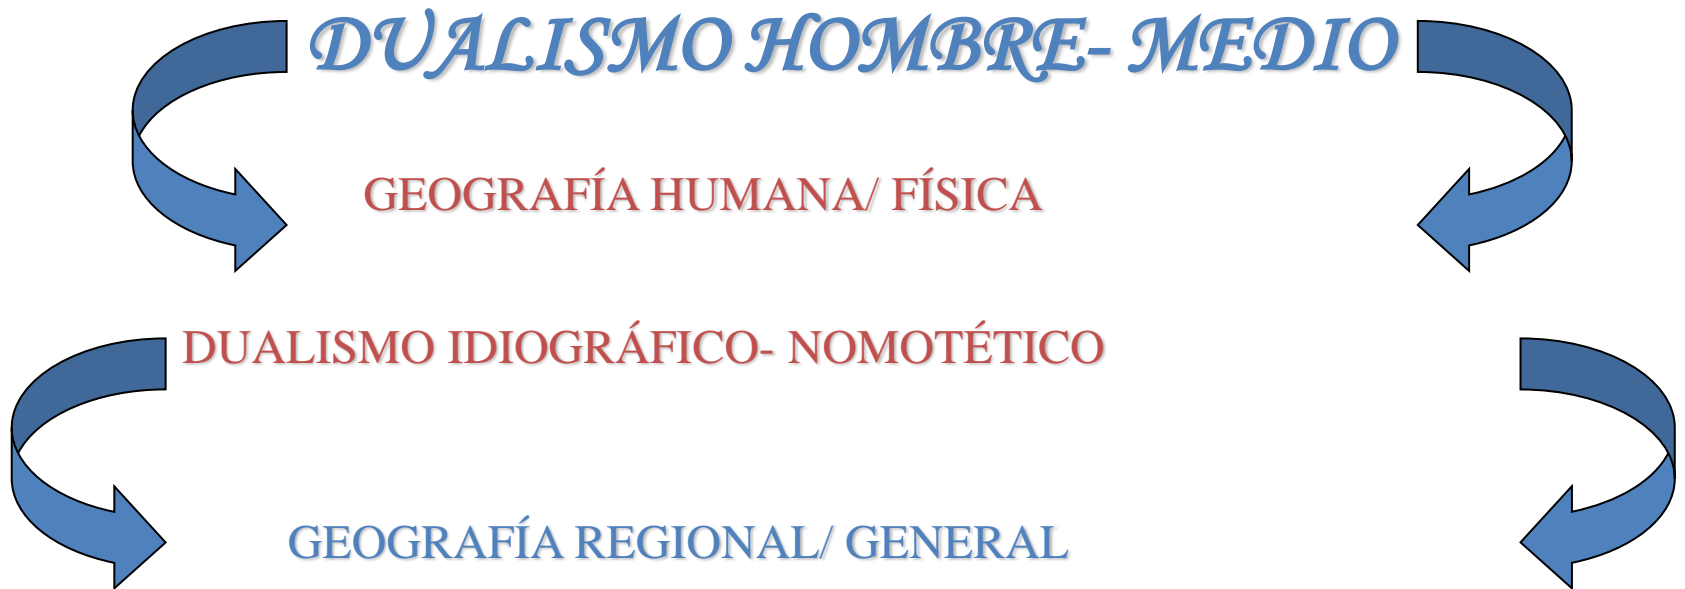 DUALISMO HOMBRE- MEDIO
GEOGRAFÍA HUMANA/ FÍSICA
DUALISMO IDIOGRÁFICO- NOMOTÉTICO
GEOGRAFÍA REGIONAL/ GENERAL